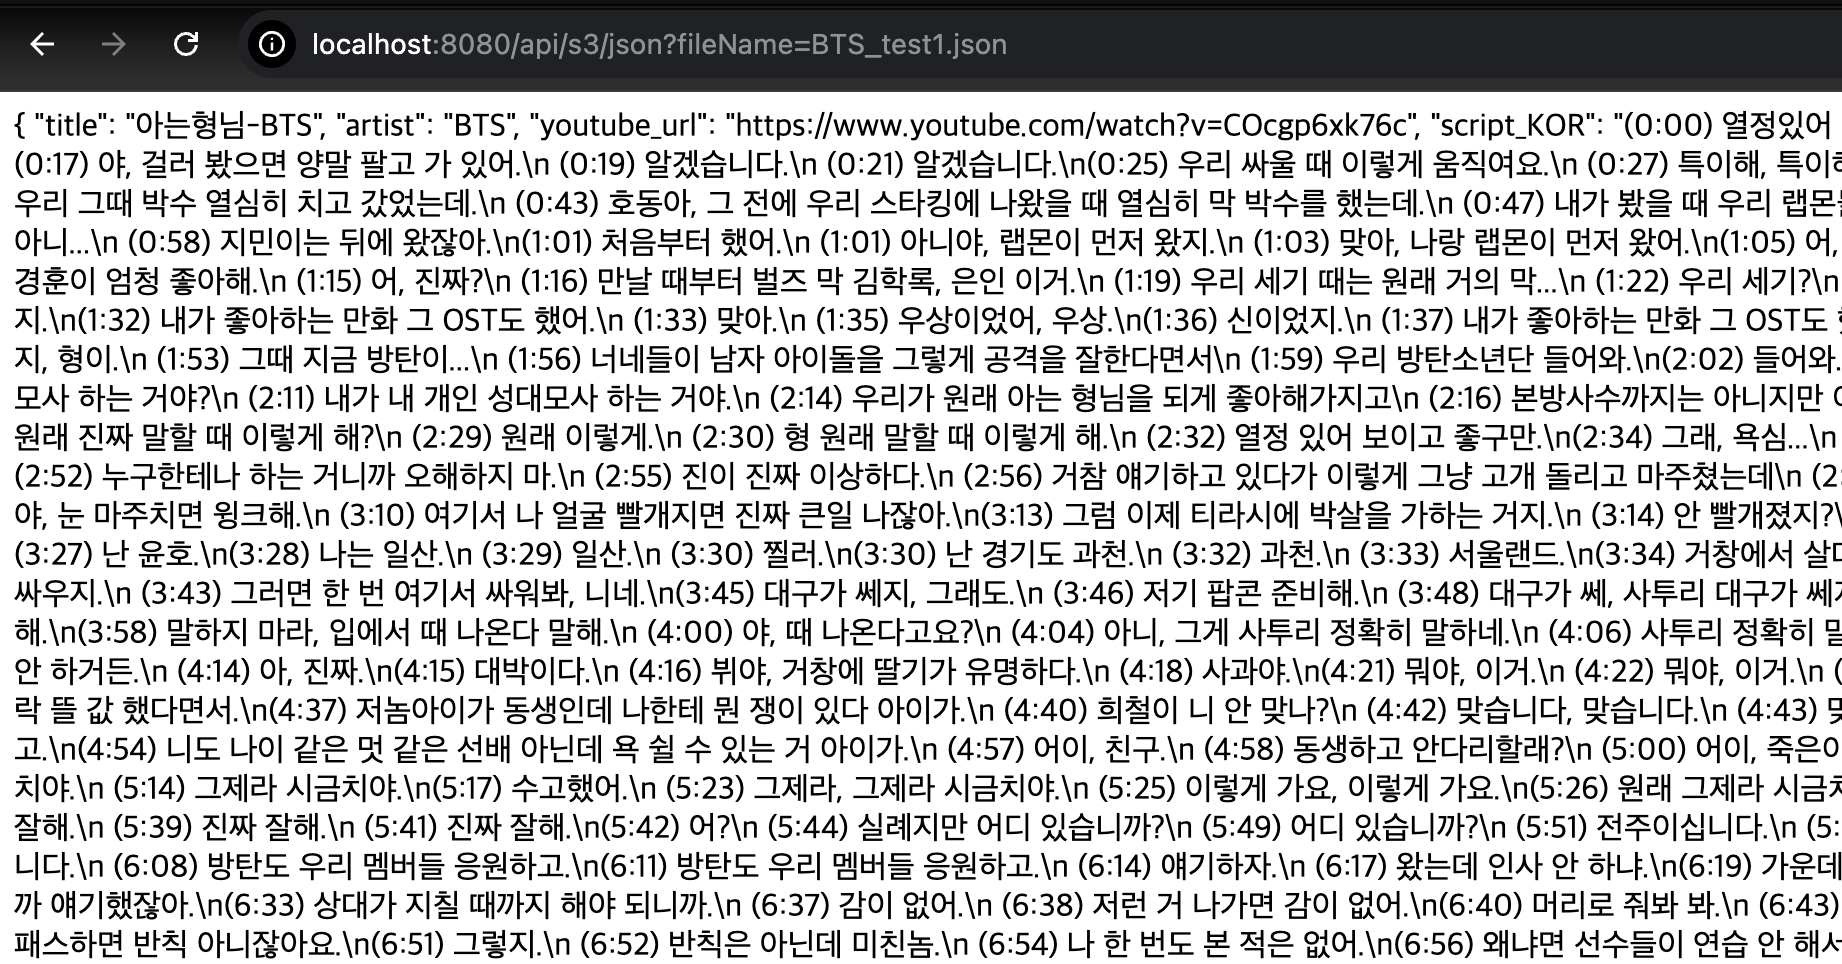 localhost:8080/api/s3/json?fileName=BTS_test1.json
{ "title": "아는형님-BTS", "artist": "BTS", "youtube_url": "https://www.youtube.com/watch?v=COcgp6xk76c", "script_KOR": "(0:00) 열정있어
(0:17) 야, 걸러 봤으면 양말 팔고 가 있어.\n (0:19) 알겠습니다.\n (0:21) 알겠습니다.\n(0:25) 우리 싸울 때 이렇게 움직여요.\n (0:27) 특이해,
우리 그때 박수 열심히 치고 갔었는데.\n (0:43) 호동아, 그 전에 우리 스타킹에 나왔을 때 열심히 막 박수를 했는데.\n (0:47) 내가 봤을 때 우리
아니...\n (0:58) 지민이는 뒤에 왔잖아.\n(1:01) 처음부터 했어.\n (1:01) 아니야, 랩몬이 먼저 왔지.\n (1:03) 맞아, 나랑 랩몬이 먼저 왔어.\n(1:05) 어,
경훈이 엄청 좋아해.\n (1:15) 어, 진짜?\n (1:16) 만날 때부터 벌즈 막 김학록, 은인 이거.\n (1:19) 우리 세기 때는 원래 거의 막...\n (1:22) 우리 세기?\n
지.\n(1:32) 내가 좋아하는 만화 그 OST도 했어.\n (1:33) 맞아.\n (1:35) 우상이었어, 우상.\n(1:36) 신이었지.\n (1:37) 내가 좋아하는 만화 그 OST도
지, 형이.\n (1:53) 그때 지금 방탄이...\n (1:56) 너네들이 남자 아이돌을 그렇게 공격을 잘한다면서\n (1:59) 우리 방탄소년단 들어와.\n(2:02) 들어와.
모사 하는 거야?\n (2:11) 내가 내 개인 성대모사 하는 거야.\n (2:14) 우리가 원래 아는 형님을 되게 좋아해가지고\n (2:16) 본방사수까지는 아니지만
원래 진짜 말할 때 이렇게 해?\n (2:29) 원래 이렇게.\n (2:30) 형 원래 말할 때 이렇게 해.\n (2:32) 열정 있어 보이고 좋구만.\n(2:34) 그래, 욕심...\n
(2:52) 누구한테나 하는 거니까 오해하지 마.\n (2:55) 진이 진짜 이상하다.\n (2:56) 거참 얘기하고 있다가 이렇게 그냥 고개 돌리고 마주쳤는데\n
야, 눈 마주치면 윙크해.\n (3:10) 여기서 나 얼굴 빨개지면 진짜 큰일 나잖아.\n(3:13) 그럼 이제 티라시에 박살을 가하는 거지.\n (3:14) 안 빨개졌지?
(3:27) 난 윤호.\n(3:28) 나는 일산.\n (3:29) 일산.\n (3:30) 찔러.\n(3:30) 난 경기도 과천.\n (3:32) 과천.\n (3:33) 서울랜드.\n(3:34) 거창에서
싸우지.\n (3:43) 그러면 한 번 여기서 싸워봐, 니네.\n(3:45) 대구가 쎄지, 그래도.\n (3:46) 저기 팝콘 준비해.\n (3:48) 대구가 쎄, 사투리 대구가
해.\n(3:58) 말하지 마라, 입에서 때 나온다 말해.\n (4:00) 야, 때 나온다고요?\n (4:04) 아니, 그게 사투리 정확히 말하네.\n (4:06) 사투리 정확히
안 하거든.\n (4:14) 아, 진짜.\n(4:15) 대박이다.\n (4:16) 뷔야, 거창에 딸기가 유명하다.\n (4:18) 사과야.\n(4:21) 뭐야, 이거.\n (4:22) 뭐야, 이거.\n
락 뜰 값 했다면서.\n(4:37) 저놈아이가 동생인데 나한테 뭔 쟁이 있다 아이가.\n (4:40) 희철이 니 안 맞나?\n (4:42) 맞습니다, 맞습니다.\n (4:43)
고.\n(4:54) 니도 나이 같은 멋 같은 선배 아닌데 욕 쉴 수 있는 거 아이가.\n (4:57) 어이, 친구.\n (4:58) 동생하고 안다리할래?\n (5:00) 어이,
치야.\n (5:14) 그제라 시금치야.\n(5:17) 수고했어.\n (5:23) 그제라, 그제라 시금치야.\n (5:25) 이렇게 가요, 이렇게 가요.\n(5:26) 원래 그제라
잘해.\n (5:39) 진짜 잘해.\n (5:41) 진짜 잘해.\n(5:42) 어?\n (5:44) 실례지만 어디 있습니까?\n (5:49) 어디 있습니까?\n (5:51) 전주이십니다.\n
니다.\n (6:08) 방탄도 우리 멤버들 응원하고.\n(6:11) 방탄도 우리 멤버들 응원하고.\n (6:14) 얘기하자.\n (6:17) 왔는데 인사 안 하냐.\n(6:19) 가운데
까 얘기했잖아.\n(6:33) 상대가 지칠 때까지 해야 되니까.\n (6:37) 감이 없어.\n (6:38) 저런 거 나가면 감이 없어.\n(6:40) 머리로 줘봐 봐.\n (6:43)
패스하면 반칙 아니잖아요.\n(6:51) 그렇지.\n (6:52) 반칙은 아닌데 미친놈.\n (6:54) 나 한 번도 본 적은 없어.\n(6:56) 왜냐면 선수들이 연습 안